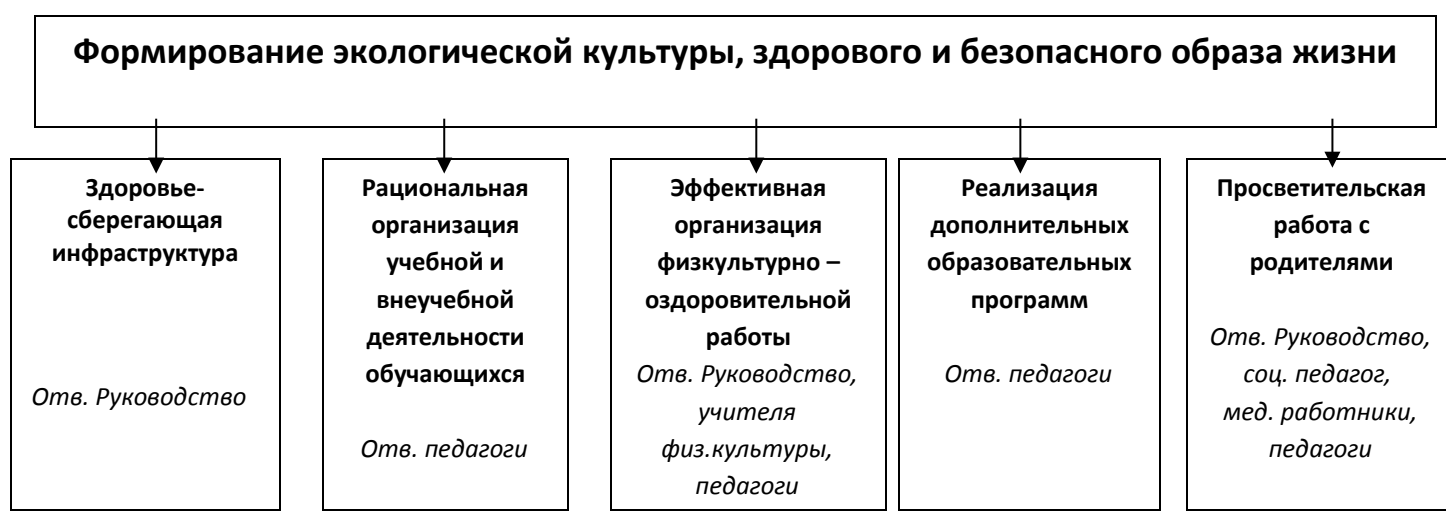 Формирование экологической культуры, здорового и безопасного образа жизни
Здоровье-
сберегающая
инфраструктура
Отв. Руководство
Рациональная
организация
учебной и
внеучебной
деятельности
обучающихся
Отв. педагоги
Эффективная
организация
физкультурно –
оздоровительной
работы
Отв. Руководство,
учителя
физ.культуры,
педагоги
Реализация
дополнительных
образовательных
программ
Отв. педагоги
Просветительская
работа с
родителями
Отв. Руководство,
соц. педагог,
мед. работники,
педагоги